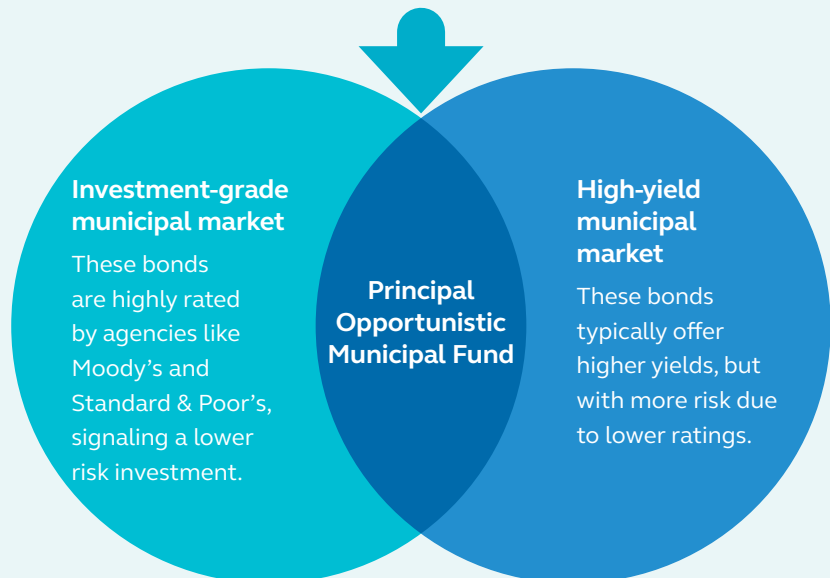 Investment-grade
municipal market
These bonds
are highly rated
by agencies like
Moody’s and
Standard & Poor’s,
signaling a lower
risk investment.
Principal
Opportunistic
Municipal Fund
High-yield
municipal
market
These bonds
typically offer
higher yields, but
with more risk due
to lower ratings.